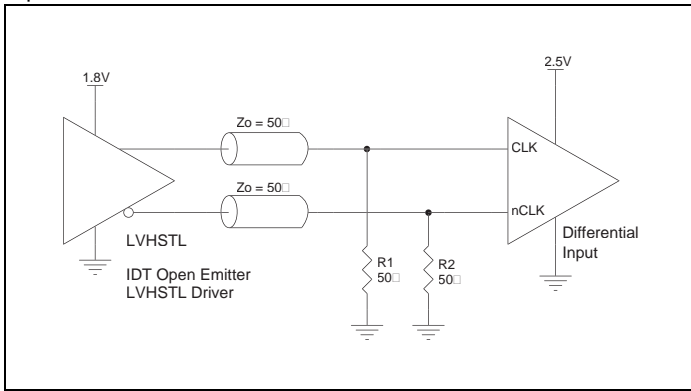 1.8V
2.5V
Zo = 50□
CLK
Zo = 50□
nCLK
LVHSTL
IDT Open Emitter
LVHSTL Driver
R1
50□
R2
50□
Differential
Input